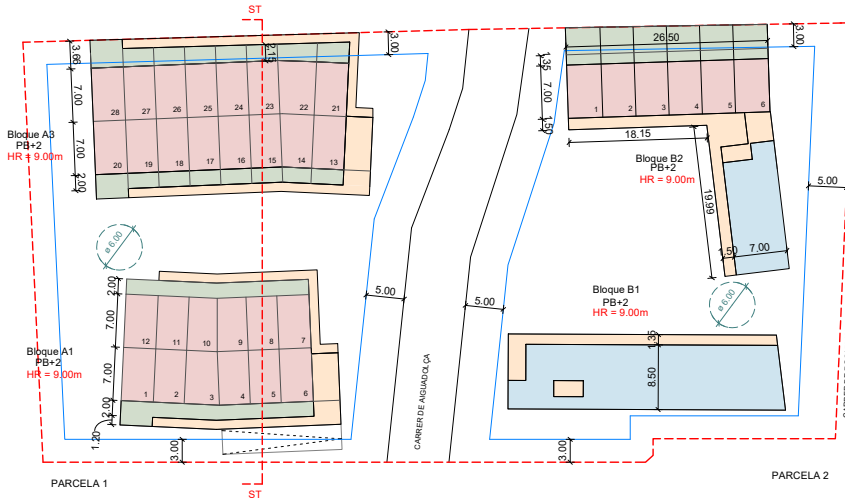 ST
3.66
2.15
3.00
7.00
28 27 26 25 24 23 22 21
Bloque A3
PB+2
HR = 9.00m
7.00
20 19 18 17 16 15 14 13
2.00
26.50
3.00
1.35
7.00
1 2 3 4 5 6
1.50
18.15
Bloque B2
PB+2
HR = 9.00m
19.99
5.00
1.50
7.00
ø 6.00
ø 6.00
2.00
7.00
12 11 10 9 8 7
5.00
5.00
Bloque B1
PB+2
HR = 9.00m
1.35
8.50
Bloque A1
PB+2
HR = 9.00m
7.00
1 2 3 4 5 6
2.00
1.20
3.00
CARRER DE AIGUADOLÇA
3.00
PARCELA 1
ST
PARCELA 2